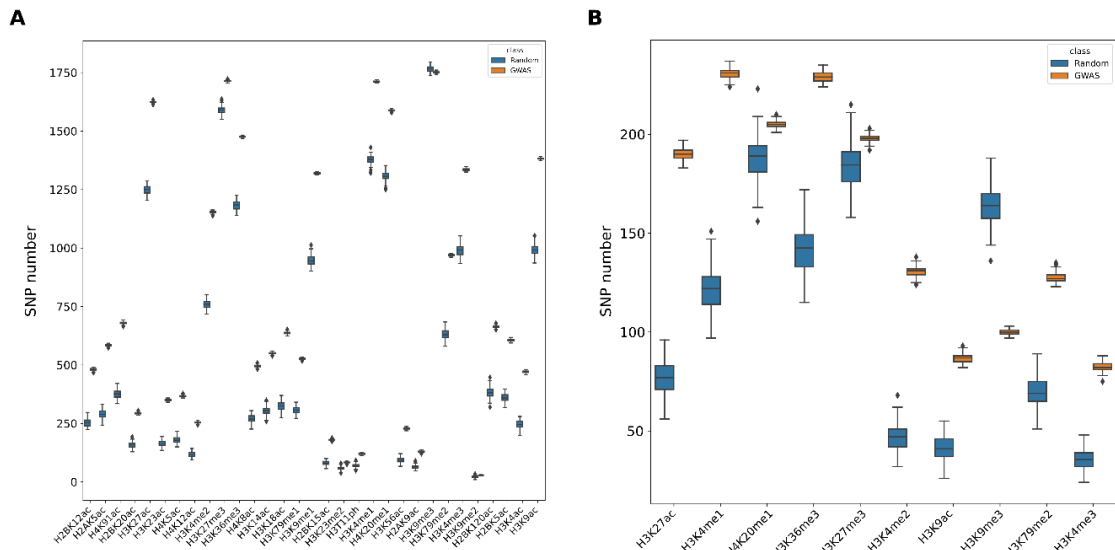 A
B
class
Random
GWAS
SNP number
1750
1500
1250
1000
750
500
250
0
H2BK12ac
H2AK5ac
H4K91ac
H2BK20ac
H3K27ac
H3K23ac
H4K5ac
H4K12ac
H3K4me2
H3K27me3
H3K36me3
H4K8ac
H3K14ac
H3K18ac
H3K79me1
H3K9me1
H2BK15ac
H3K23me2
H3T11ph
H3K4me1
H4K20me1
H3K56ac
H2AK9ac
H3K9me3
H3K79me2
H3K4me3
H3K9me2
H2BK120ac
H2BK5ac
H3K4ac
H3K9ac
class
Random
GWAS
SNP number
200
150
100
50
H3K27ac
H3K4me1
H4K20me1
H3K36me3
H3K27me3
H3K4me2
H3K9ac
H3K9me3
H3K79me2
H3K4me3